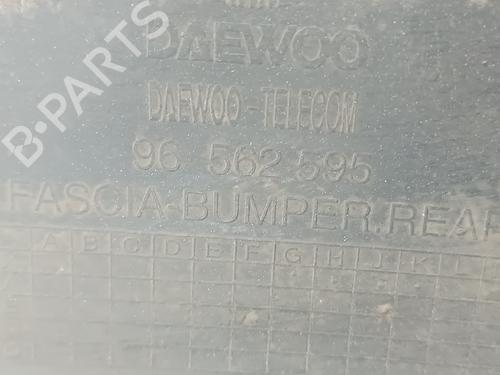 DAEWOO
DAEWOO-TELECOM
96 562 595
FASCIA-BUMPER.REAR
A B C D E F G H J K L
B-PARTS